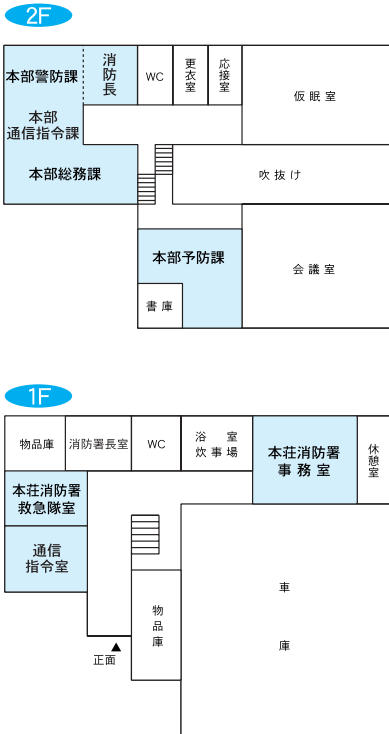 2F
本部警防課
消防長
WC
更衣室
応接室
仮眠室
本部
通信指令課
本部総務課
吹抜け
本部予防課
書庫
会議室
1F
物品庫
消防署長室
WC
浴室
炊事場
本荘消防署
事務室
休憩室
本荘消防署
救急隊室
通信
指令室
物品庫
車庫
正面